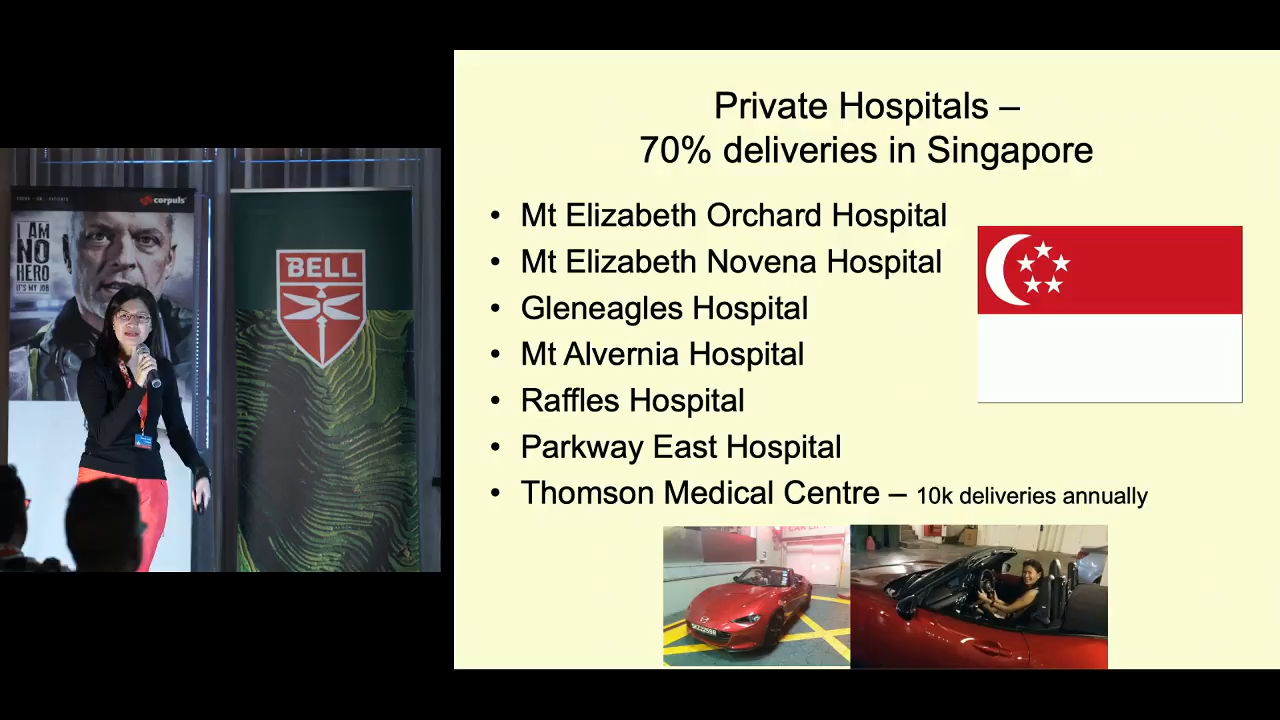 corpuls
I AM
NO
HERO
IT'S MY JOB
BELL
Private Hospitals –
70% deliveries in Singapore
• Mt Elizabeth Orchard Hospital
• Mt Elizabeth Novena Hospital
• Gleneagles Hospital
• Mt Alvernia Hospital
• Raffles Hospital
• Parkway East Hospital
• Thomson Medical Centre – 10k deliveries annually